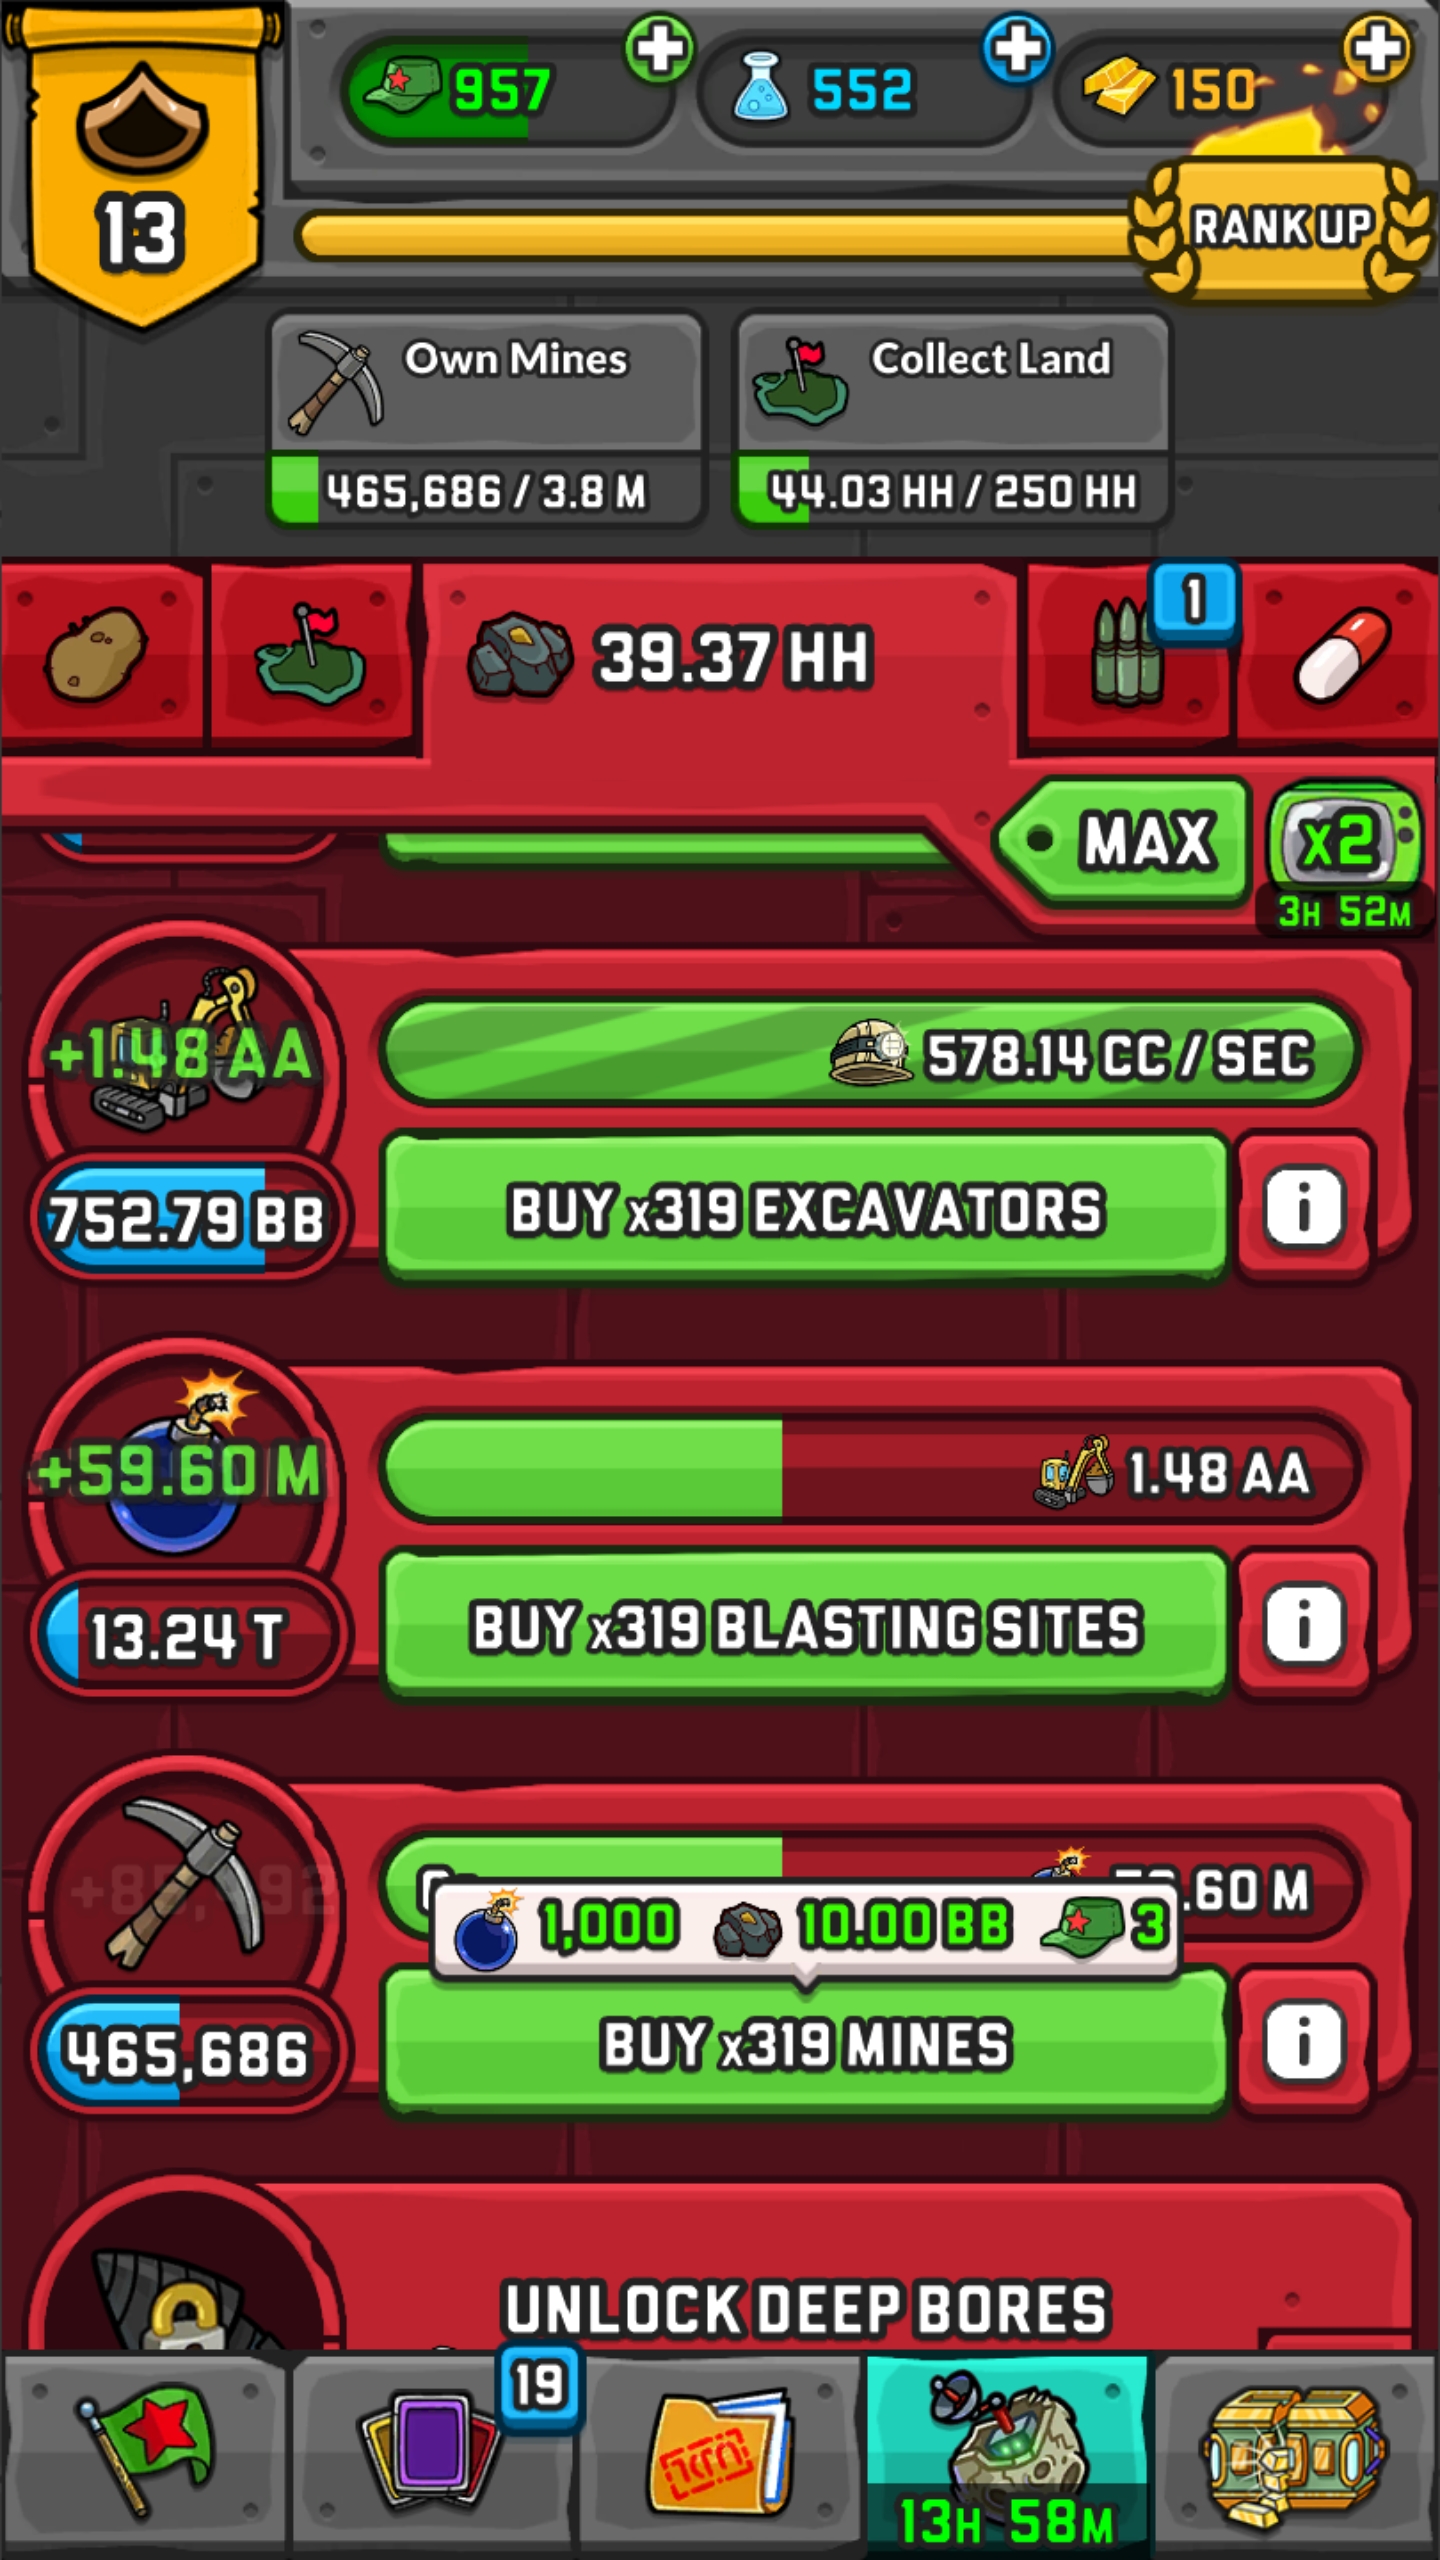 957
552
150
13
RANK UP
Own Mines
Collect Land
465,686 / 3.8 M
44.03 HH / 250 HH
39.37 HH
1
MAX
x2
3H 52M
+1.48 AA
578.14 CC / SEC
752.79 BB
BUY x319 EXCAVATORS
+59.60 M
1.48 AA
13.24 T
BUY x319 BLASTING SITES
.60 M
1,000
10.00 BB
3
465,686
BUY x319 MINES
UNLOCK DEEP BORES
19
13H 58M